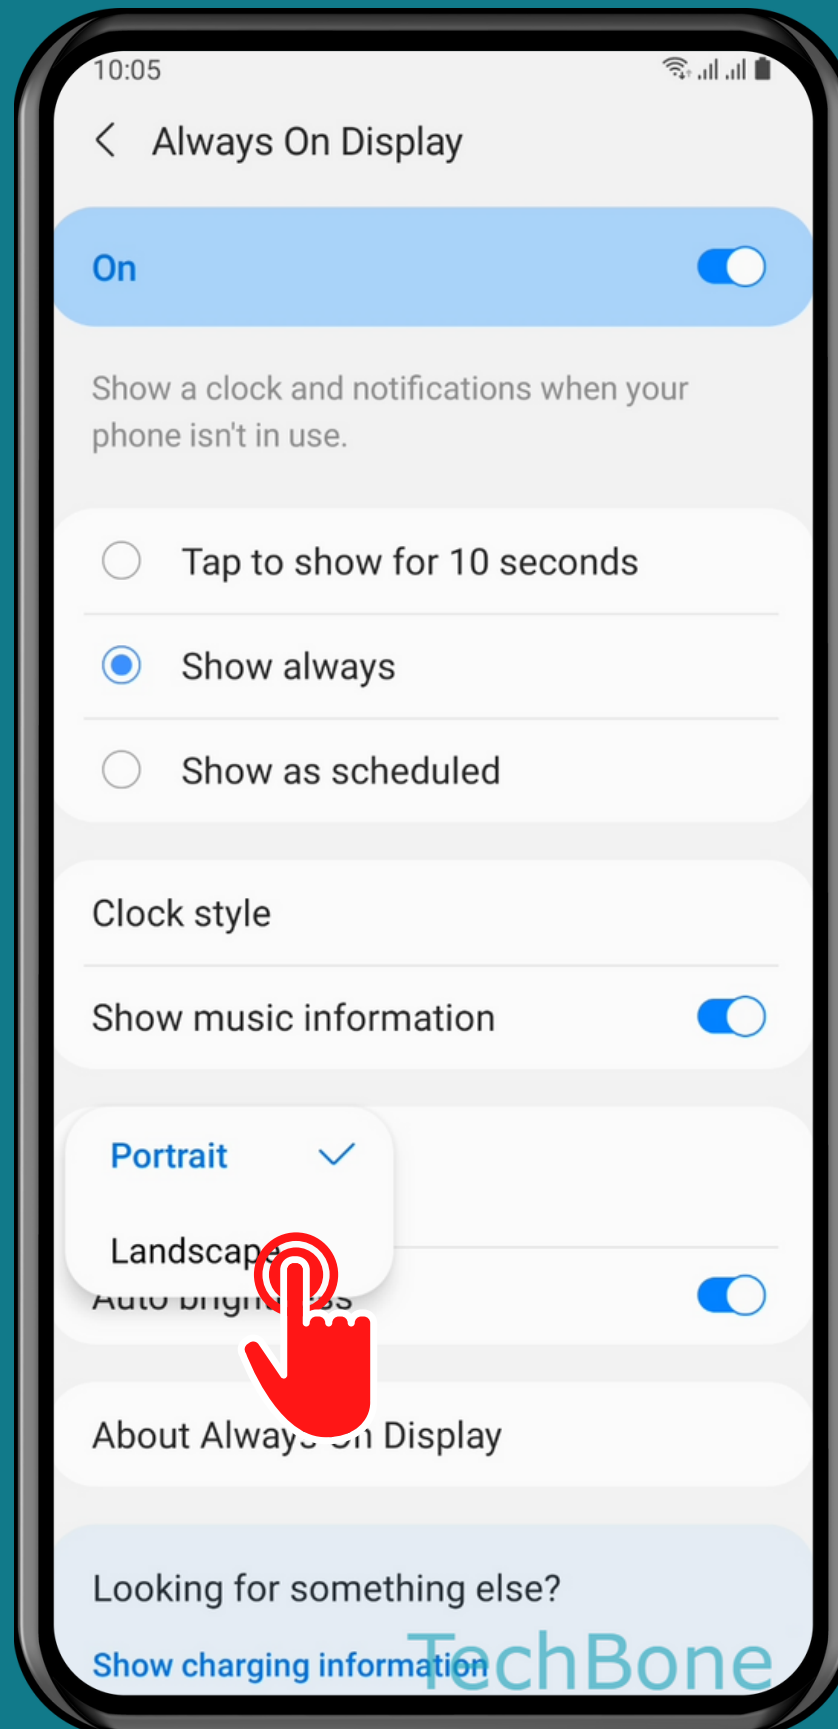 10:05
Always On Display
On
Show a clock and notifications when your
phone isn't in use.
Tap to show for 10 seconds
Show always
Show as scheduled
Clock style
Show music information
Portrait
Landscape
Auto brightness
About Always On Display
Looking for something else?
Show charging information
TechBone